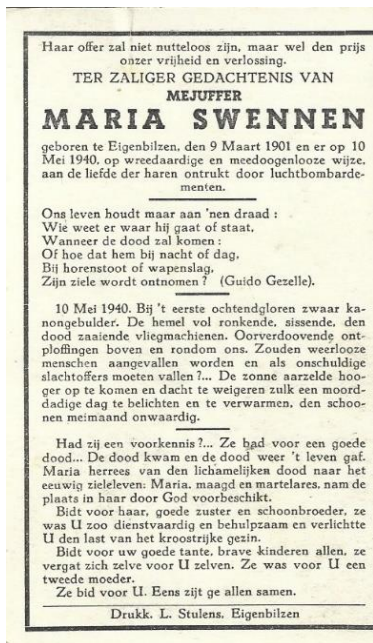 Haar offer zal niet nutteloos zijn, maar wel den prijs
onzer vrijheid en verlossing.
TER ZALIGER GEDACHTENIS VAN
MEJUFFER
MARIA SWENNEN
geboren te Eigenbilzen, den 9 Maart 1901 en er op 10
Mei 1940, op wreedaardige en meedoogenlooze wijze,
aan de liefde der haren ontrukt door luchtbombarde-
menten.
Ons leven houdt maar aan 'nen draad :
Wie weet er waar hij gaat of staat,
Wanneer de dood zal komen :
Of hoe dat hem bij nacht of dag,
Bij horenstoot of wapenslag,
Zijn ziele wordt ontnomen ? (Guido Gezelle).
10 Mei 1940. Bij 't eerste ochtendgloren zwaar ka-
nongebulder. De hemel vol ronkende, sissende, den
dood zaaiende vliegmachienen. Oorverdoovende ont-
ploffingen boven en rondom ons. Zouden weerlooze
menschen aangevallen worden en als onschuldige
slachtoffers moeten vallen ?... De zonne aarzelde hoo-
ger op te komen en dacht te weigeren zulk een moord-
dadige dag te belichten en te verwarmen, den schoo-
nen meimaand onwaardig.
Had zij een voorkennis ?... Ze bad voor een goede
dood... De dood kwam en de dood weer 't leven gaf.
Maria herrees van den lichamelijken dood naar het
eeuwig zieleleven: Maria, maagd en martelares, nam de
plaats in haar door God voorbeschikt.
Bidt voor haar, goede zuster en schoonbroeder, ze
was U zoo dienstvaardig en behulpzaam en verlichtte
U den last van het kroostrijke gezin.
Bidt voor uw goede tante, brave kinderen allen, ze
vergat zich zelve voor U zelven. Ze was voor U een
tweede moeder.
Ze bid voor U. Eens zijt ge allen samen.
Drukk. L. Stulens, Eigenbilzen